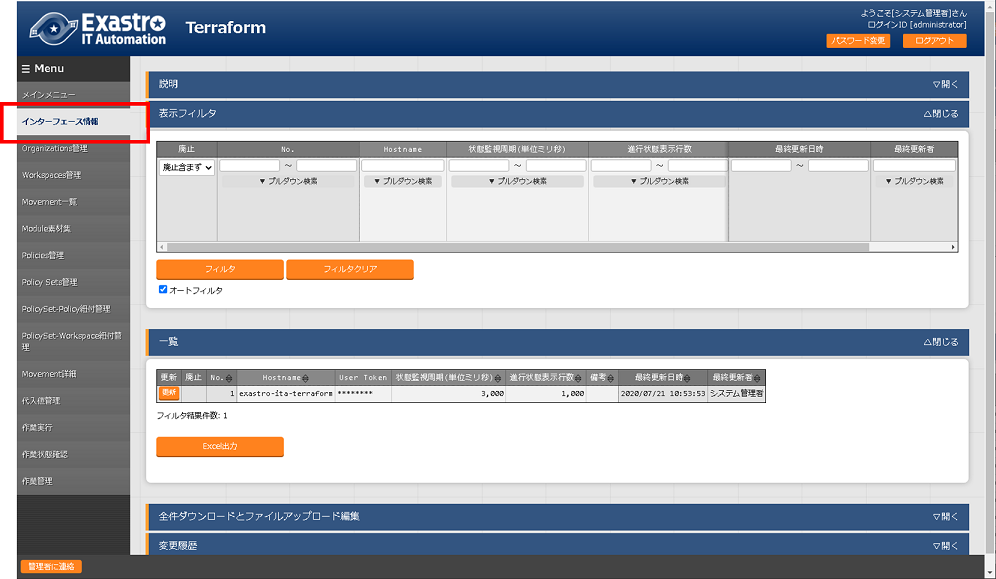 Exastro
IT Automation
Terraform
ようこそ[システム管理者]さん
ログインID [administrator]
パスワード変更 ログアウト
☰ Menu
メインメニュー
インターフェース情報
Organizations管理
Workspaces管理
Movement一覧
Module素材集
Policies管理
Policy Sets管理
PolicySet-Policy紐付管理
PolicySet-Workspace紐付管
理
Movement詳細
代入値管理
作業実行
作業状態確認
作業管理
説明 ▽開く
表示フィルタ △閉じる
廃止 No. Hostname 状態監視周期(単位ミリ秒) 進行状態表示行数 最終更新日時 最終更新者
廃止含まず ～ ～ ～ ～
▼ プルダウン検索 ▼ プルダウン検索 ▼ プルダウン検索 ▼ プルダウン検索 ▼ プルダウン検索
フィルタ フィルタクリア
オートフィルタ
一覧 △閉じる
更新 廃止 No. Hostname User Token 状態監視周期(単位ミリ秒) 進行状態表示行数 備考 最終更新日時 最終更新者
更新 1 exastro-ita-terraform ******** 3,000 1,000 2020/07/21 10:53:53 システム管理者
フィルタ結果件数: 1
Excel出力
全件ダウンロードとファイルアップロード編集 ▽開く
変更履歴 ▽開く
管理者に連絡